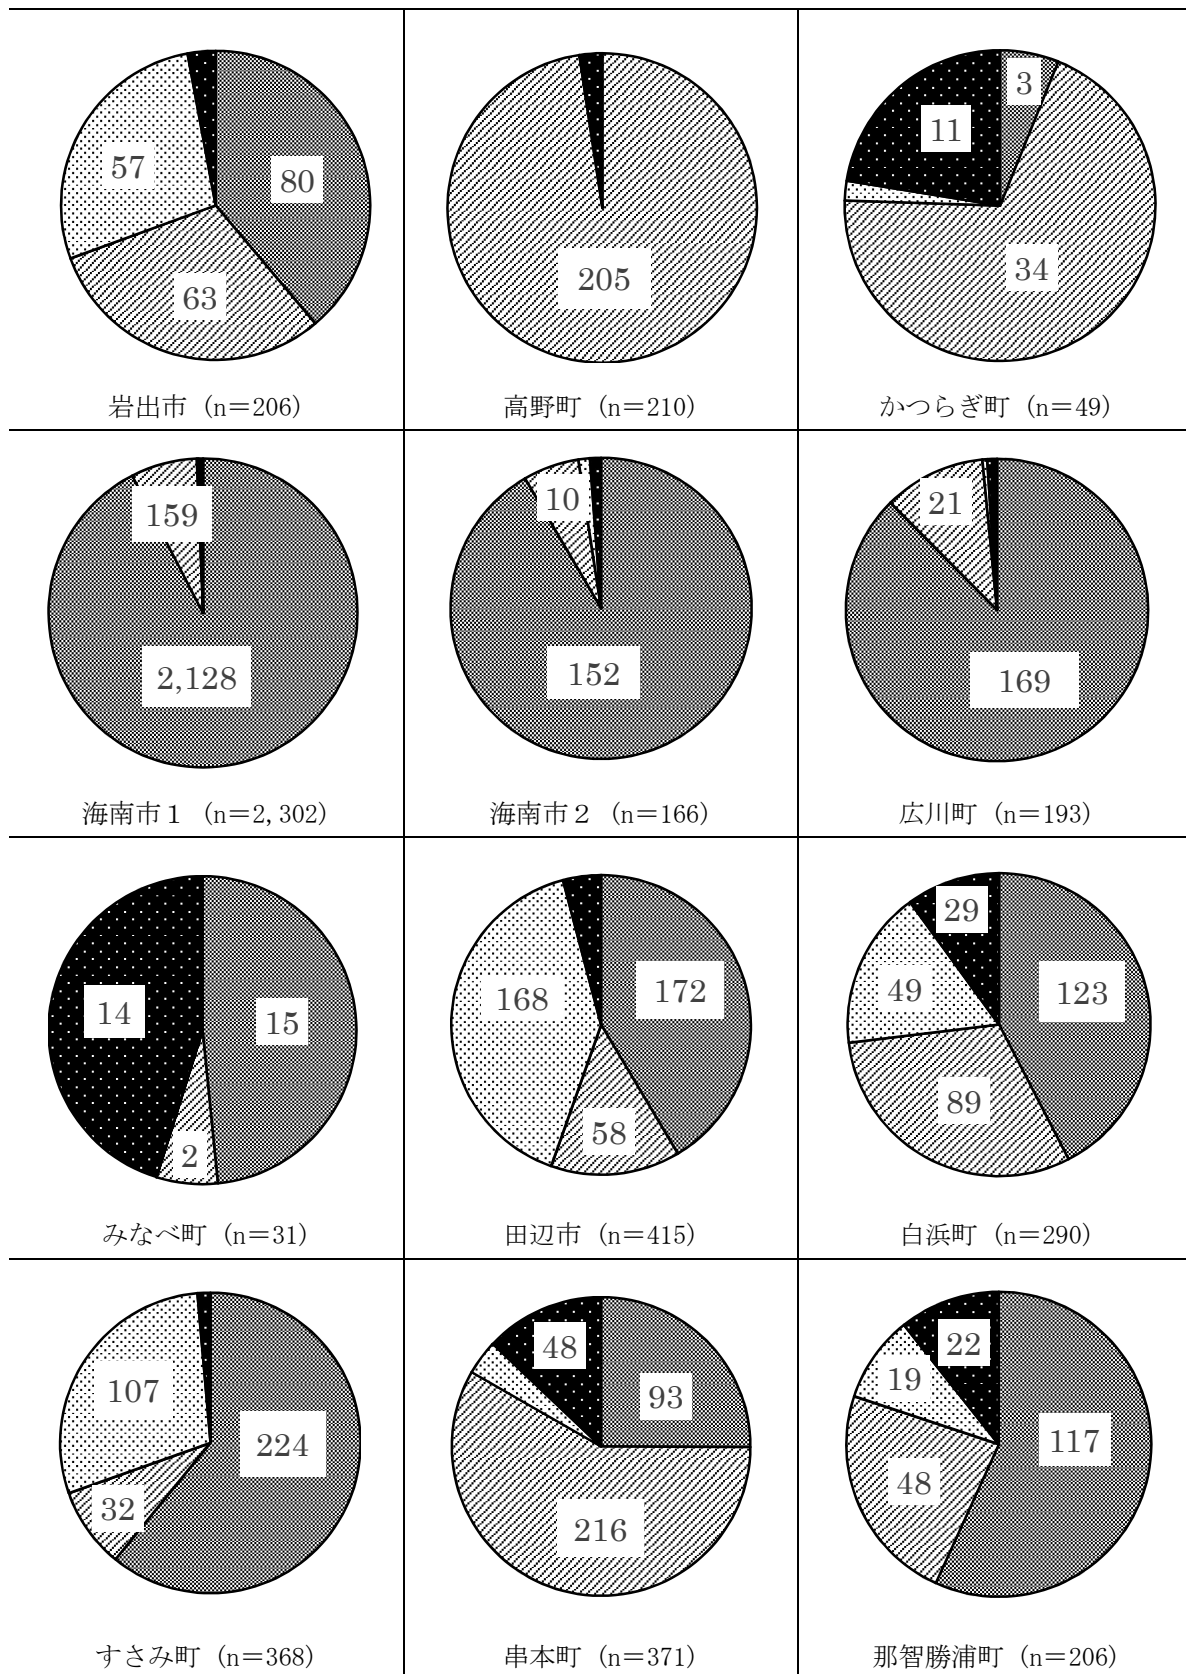 57
80
63
岩出市 (n=206)
205
高野町 (n=210)
3
11
34
かつらぎ町 (n=49)
159
2,128
海南市１ (n=2,302)
10
152
海南市２ (n=166)
21
169
広川町 (n=193)
14
15
2
みなべ町 (n=31)
168
172
58
田辺市 (n=415)
29
49
123
89
白浜町 (n=290)
107
224
32
すさみ町 (n=368)
48
93
216
串本町 (n=371)
22
19
117
48
那智勝浦町 (n=206)